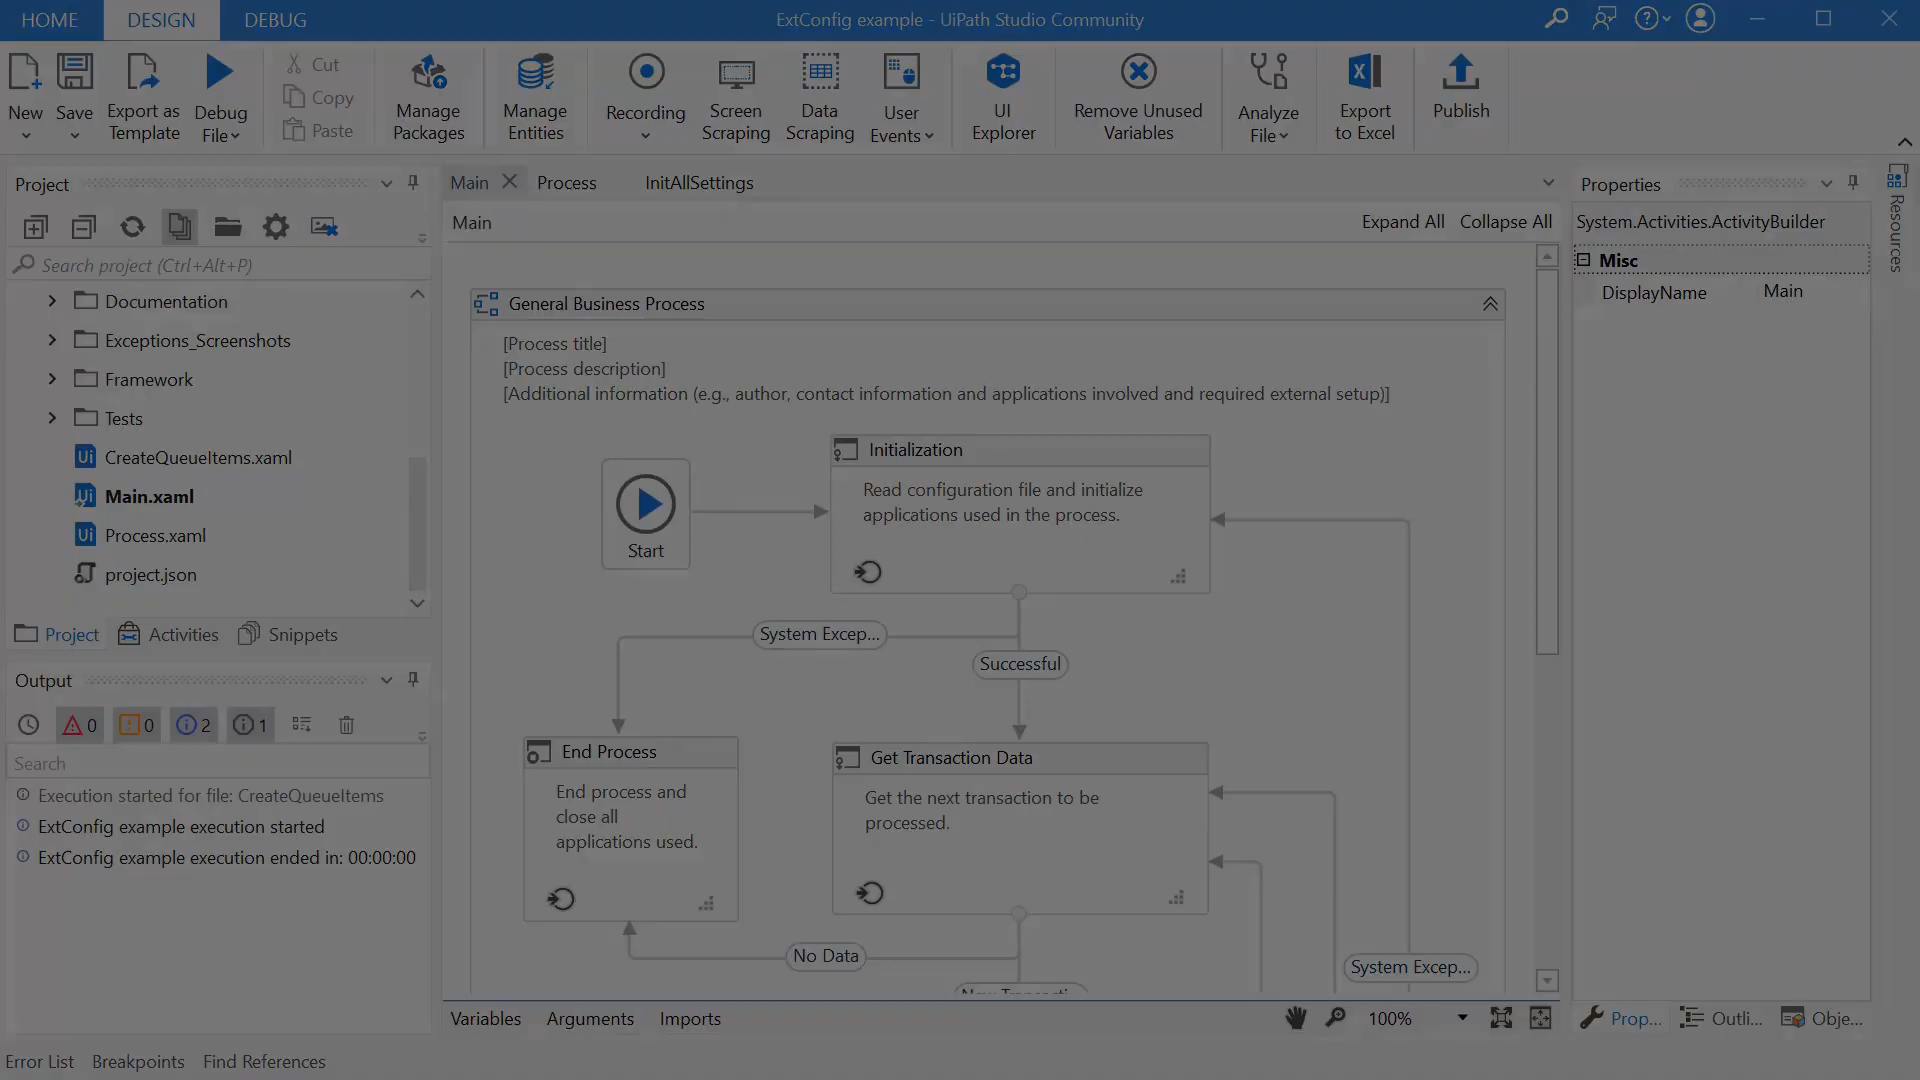 HOME
DESIGN
DEBUG
ExtConfig example - UiPath Studio Community
New
Save
Export as
Template
Debug
File
Cut
Copy
Paste
Manage
Packages
Manage
Entities
Recording
Screen
Scraping
Data
Scraping
User
Events
UI
Explorer
Remove Unused
Variables
Analyze
File
Export
to Excel
Publish
Project
Search project (Ctrl+Alt+P)
Documentation
Exceptions_Screenshots
Framework
Tests
CreateQueueItems.xaml
Main.xaml
Process.xaml
project.json
Project
Activities
Snippets
Output
0
0
2
1
Search
Execution started for file: CreateQueueItems
ExtConfig example execution started
ExtConfig example execution ended in: 00:00:00
Main
Process
InitAllSettings
Main
Expand All
Collapse All
General Business Process
[Process title]
[Process description]
[Additional information (e.g., author, contact information and applications involved and required external setup)]
Start
Initialization
Read configuration file and initialize
applications used in the process.
System Excep...
Successful
End Process
End process and
close all
applications used.
Get Transaction Data
Get the next transaction to be
processed.
No Data
System Excep...
Variables
Arguments
Imports
100%
Properties
System.Activities.ActivityBuilder
Misc
DisplayName
Main
Resources
Prop...
Outli...
Obje...
Error List
Breakpoints
Find References